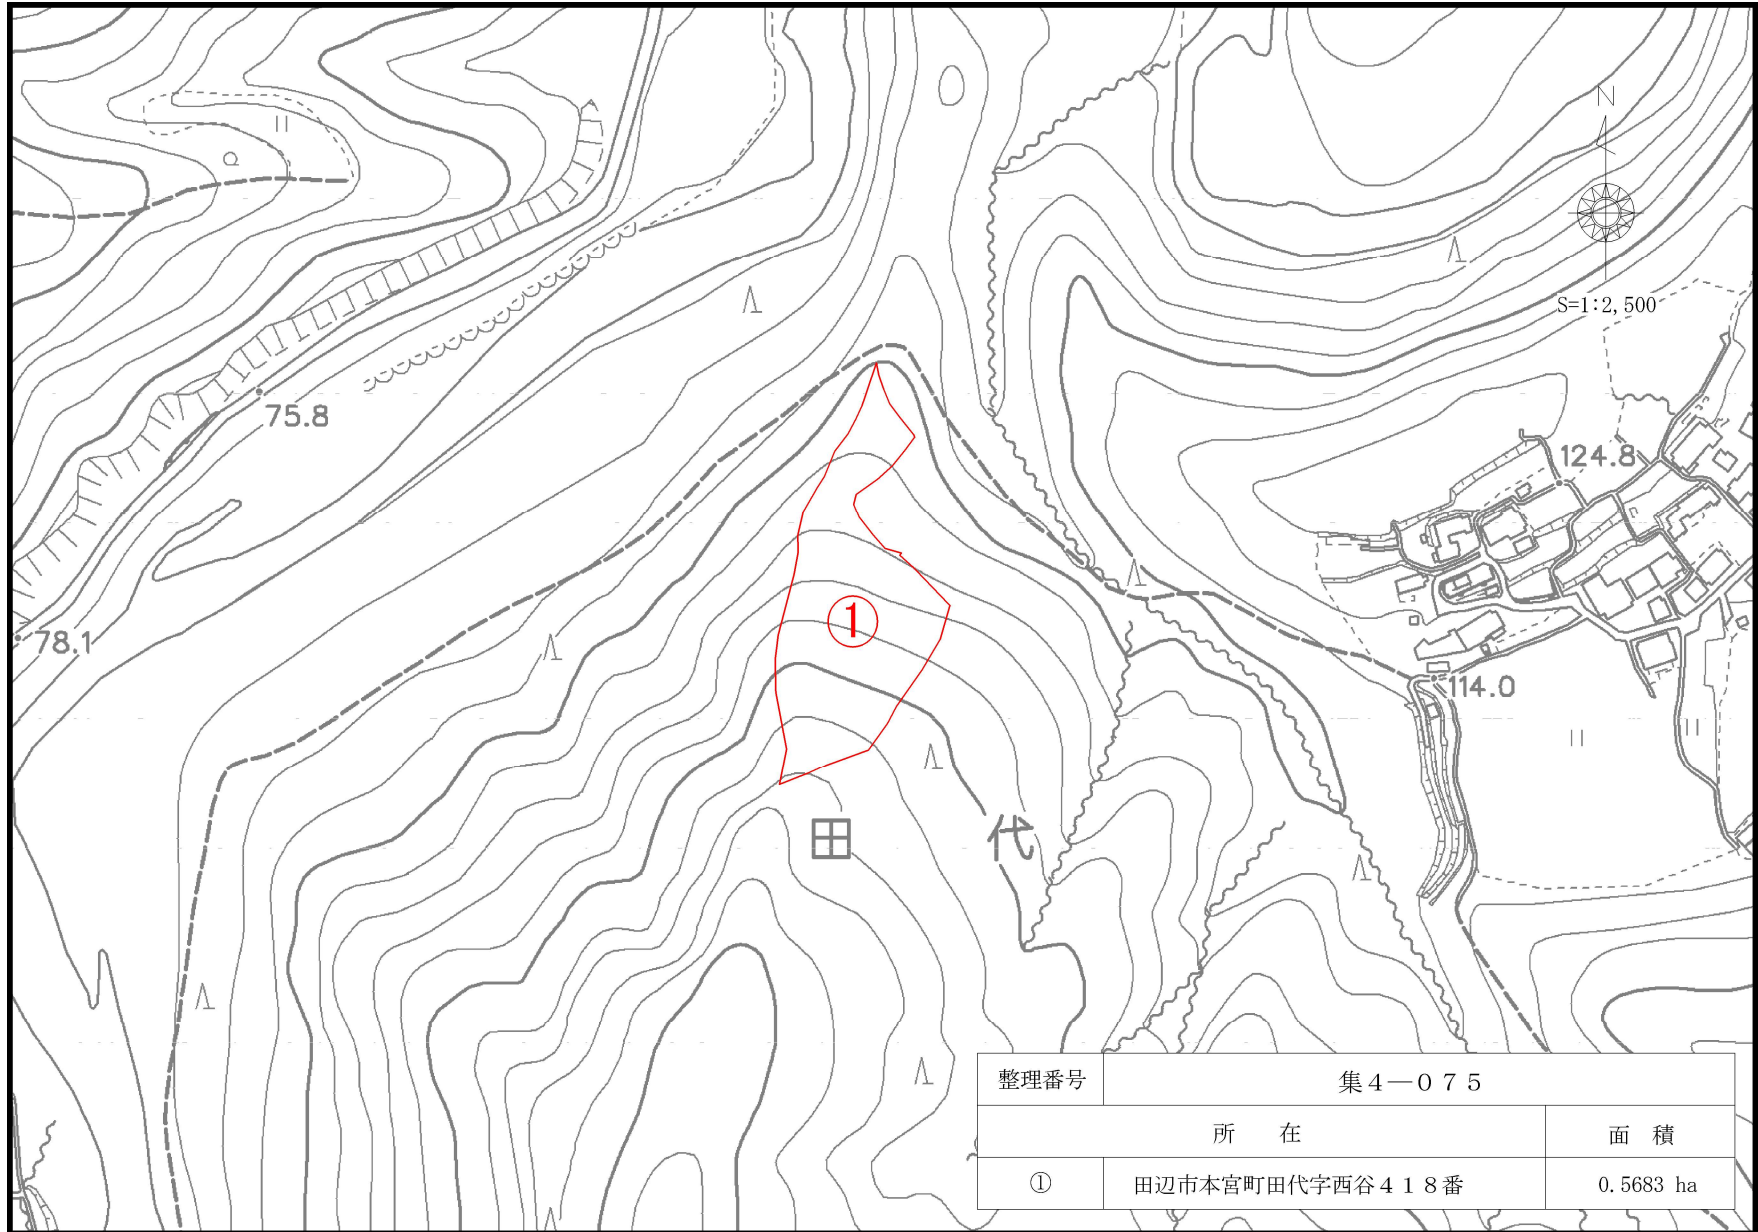 N
S=1:2,500
75.8
124.8
①
78.1
114.0
田代
整理番号 集4―075
所 在 面 積
① 田辺市本宮町田代字西谷418番 0.5683 ha